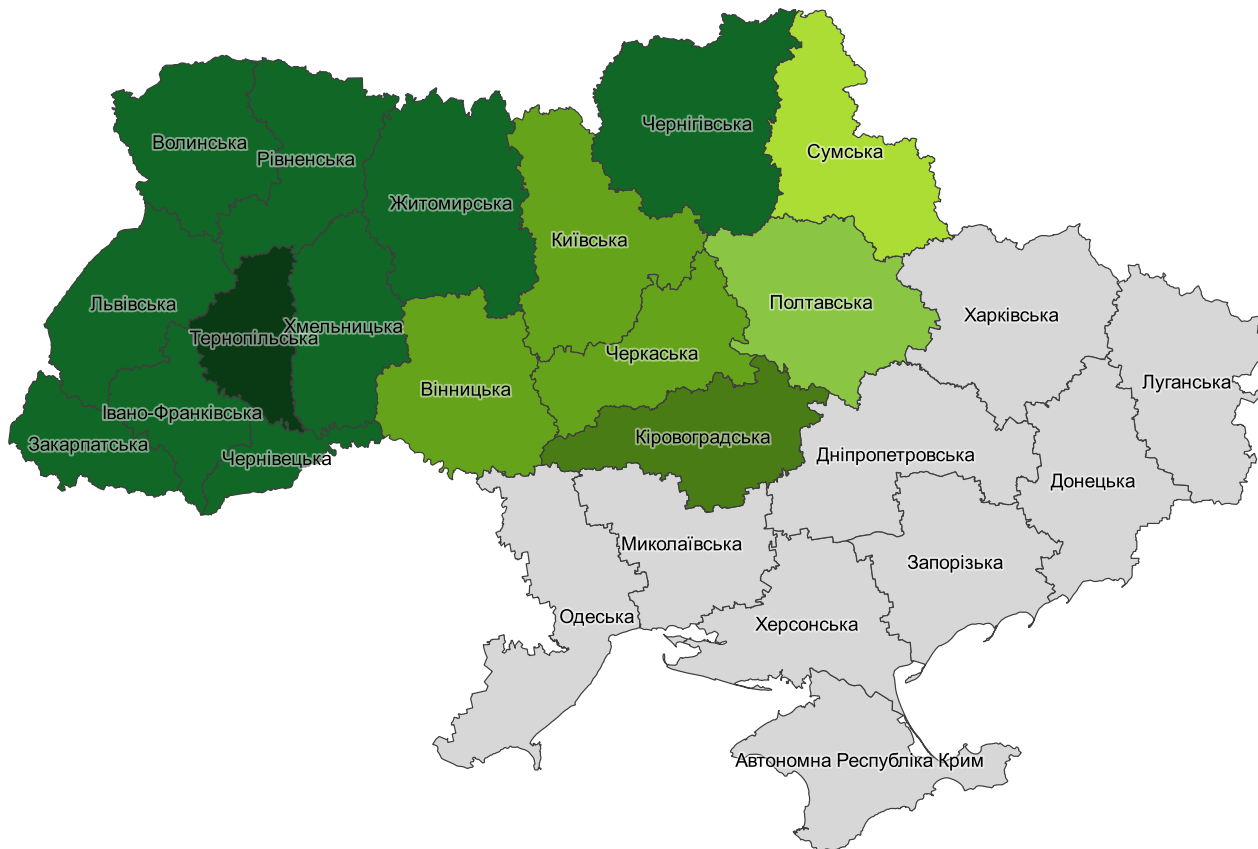 Чернігівська
Волинська
Рівненська
Сумська
Житомирська
Київська
Львівська
Тернопільська
Хмельницька
Полтавська
Харківська
Черкаська
Вінницька
Луганська
Івано-Франківська
Закарпатська
Чернівецька
Кіровоградська
Дніпропетровська
Донецька
Миколаївська
Запорізька
Одеська
Херсонська
Автономна Республіка Крим